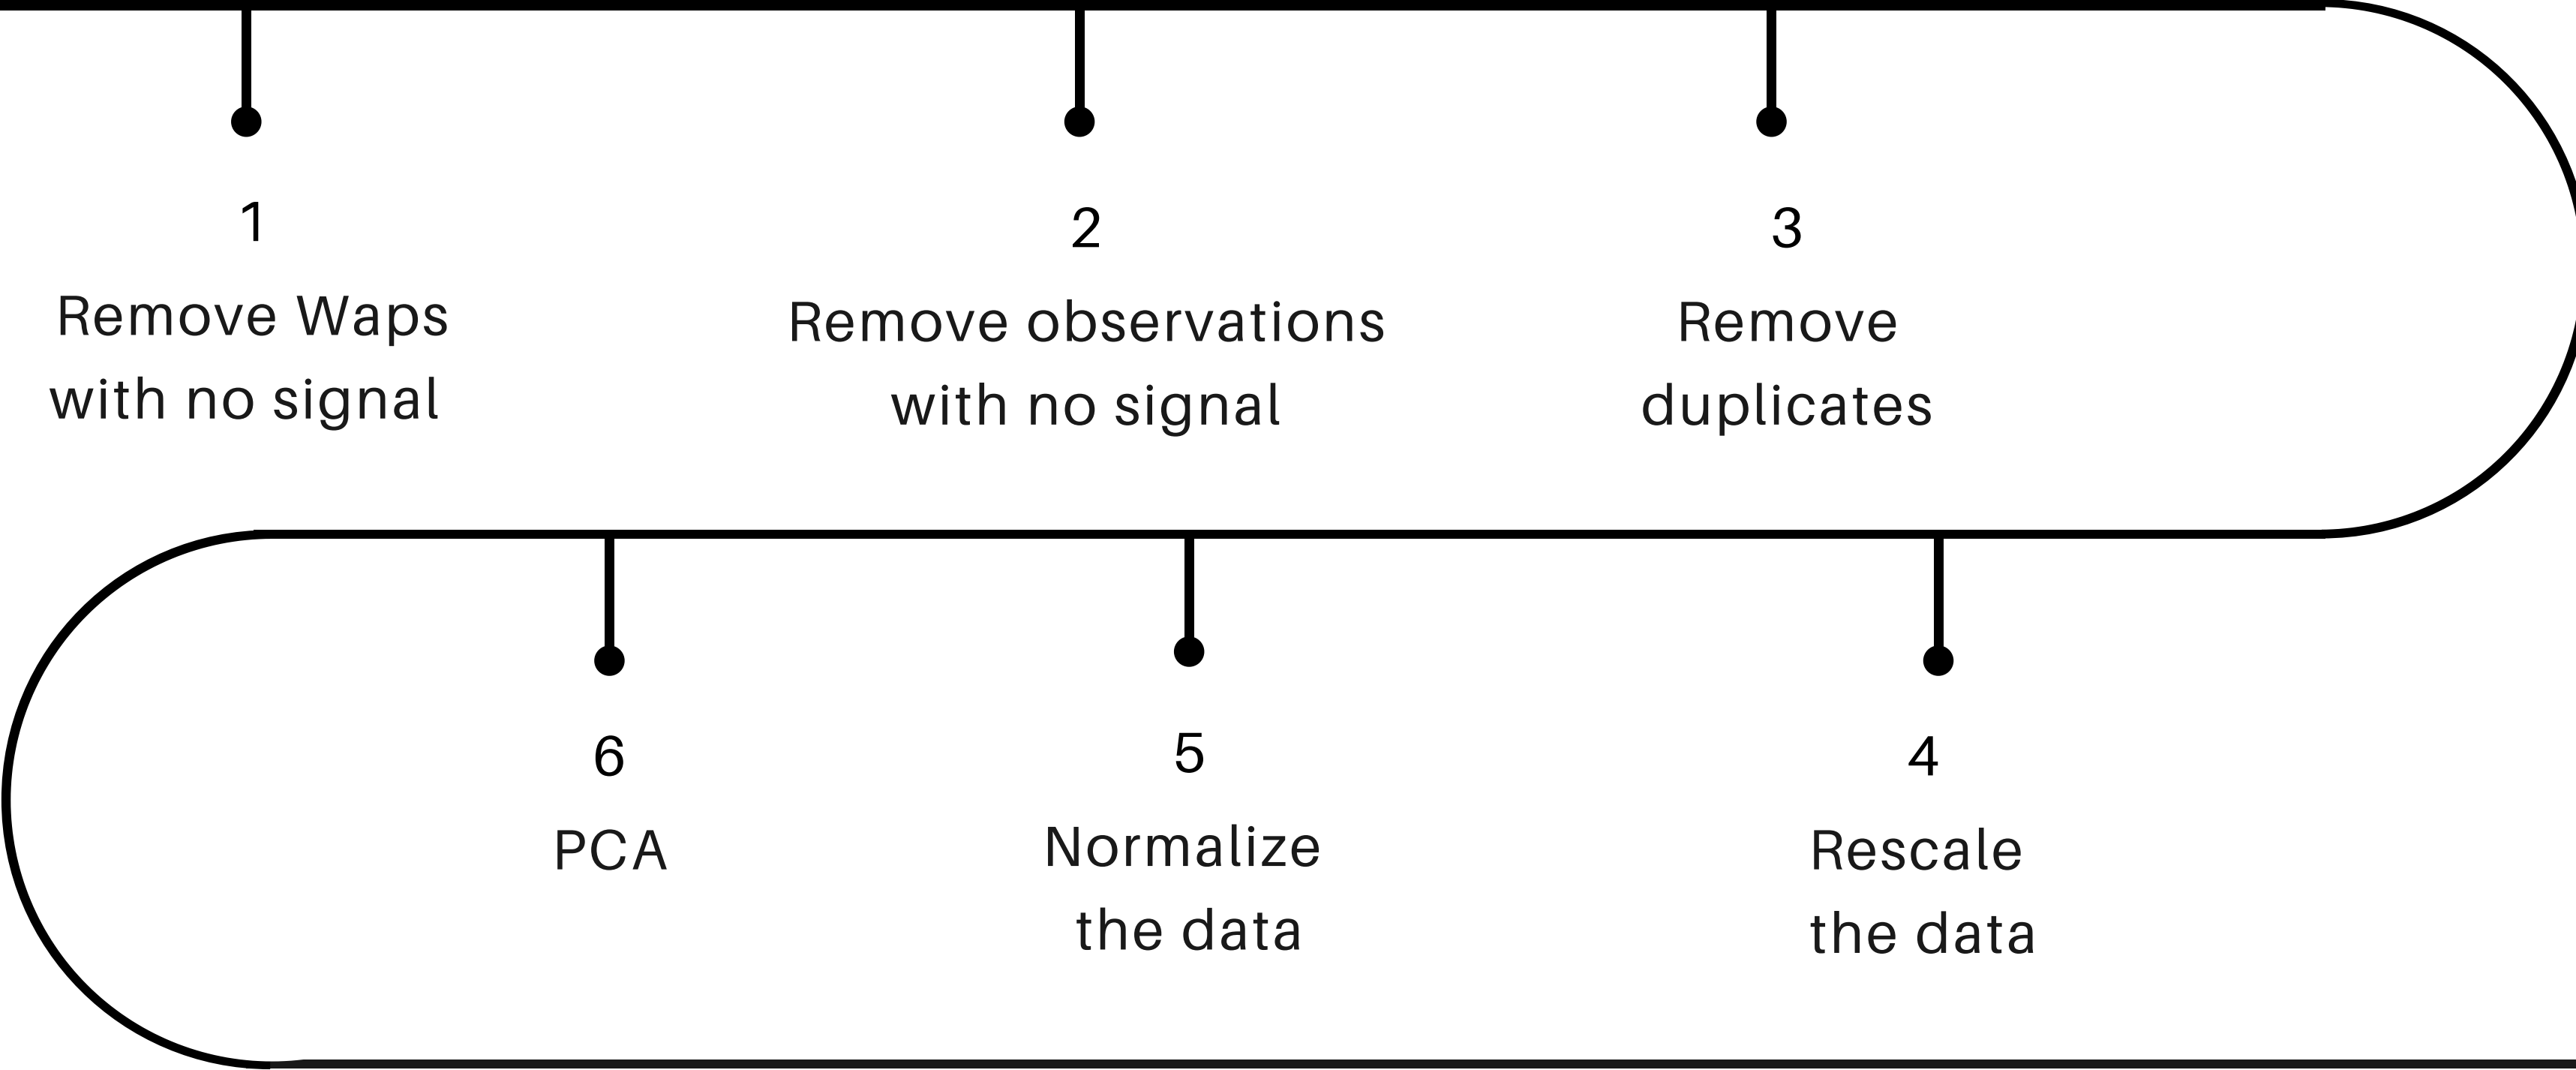 1
Remove Waps
with no signal
2
Remove observations
with no signal
3
Remove
duplicates
4
Rescale
the data
5
Normalize
the data
6
PCA